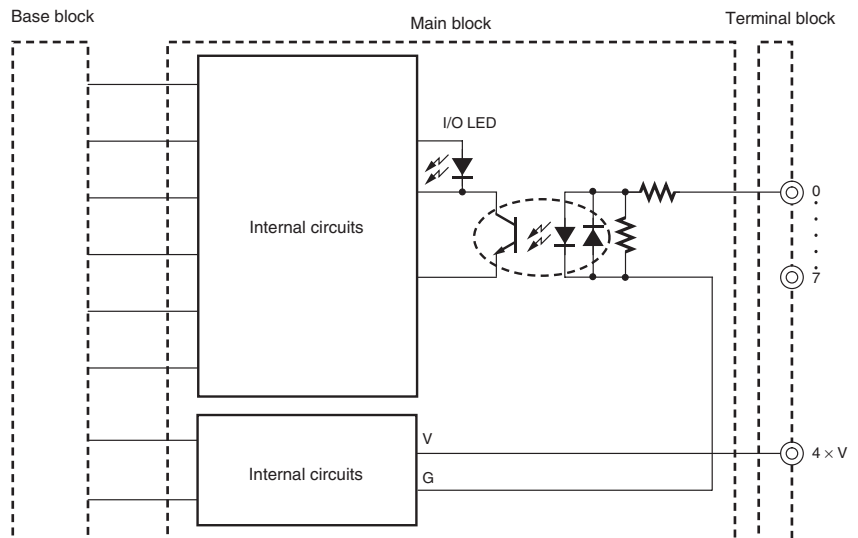 Base block
Main block
Terminal block
I/O LED
0
Internal circuits
7
V
4 × V
Internal circuits
G